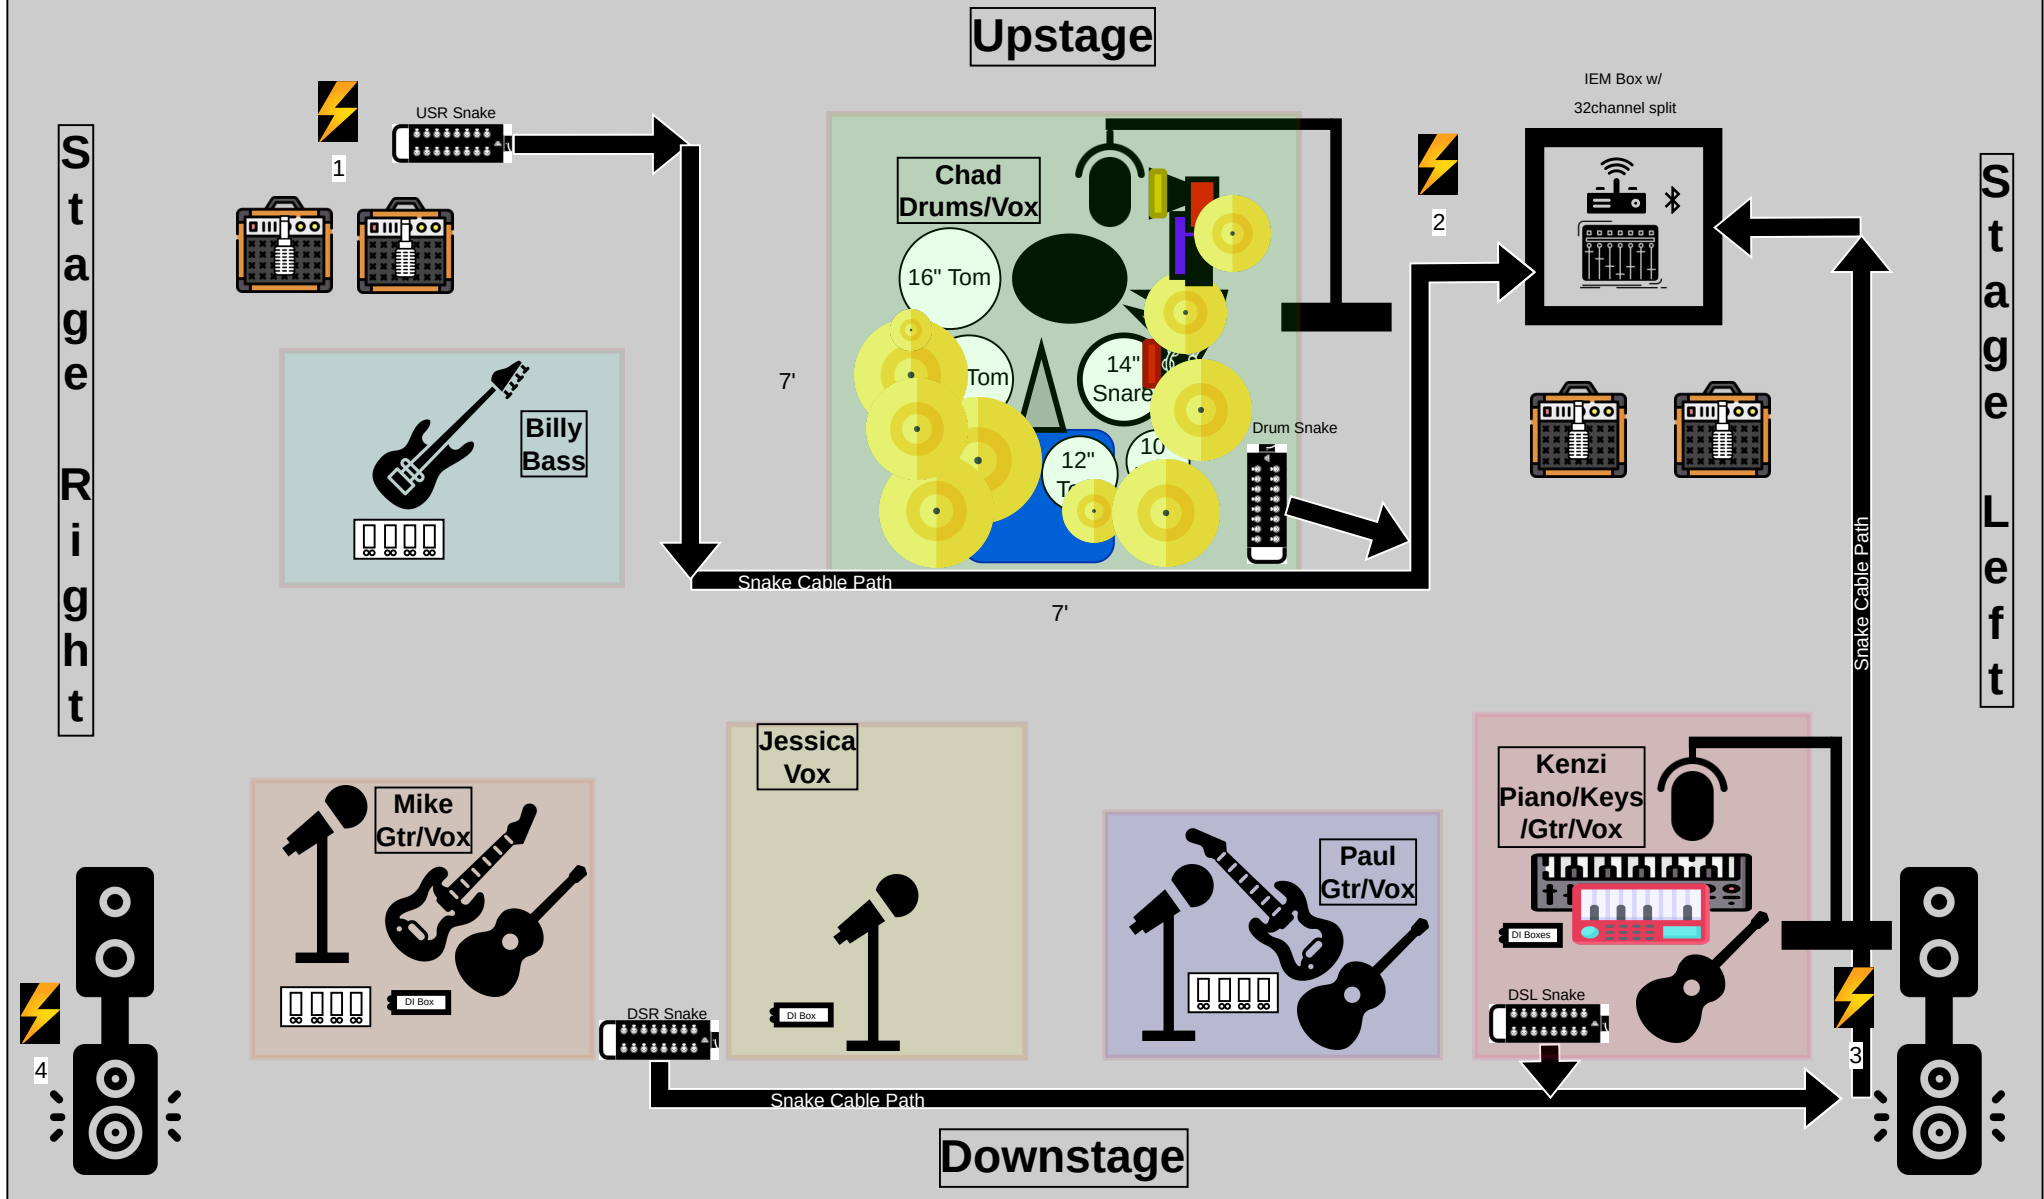 Upstage
IEM Box w/
32channel split
USR Snake
1
2
Stage Right
Stage Left
Chad
Drums/Vox
16" Tom
Tom
14"
Snare
7'
Billy
Bass
Drum Snake
12"
10
Snake Cable Path
7'
Snake Cable Path
Jessica
Vox
Mike
Gtr/Vox
Paul
Gtr/Vox
Kenzi
Piano/Keys
/Gtr/Vox
DI Boxes
DI Box
DI Box
DSR Snake
DSL Snake
3
4
Snake Cable Path
Downstage